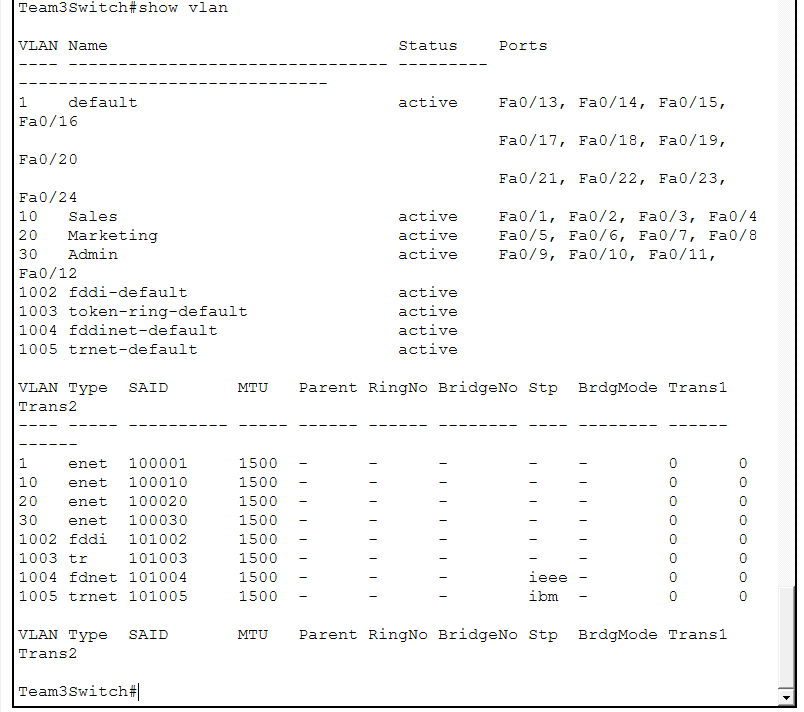 Team3Switch#show vlan
VLAN Name                             Status    Ports
---- -------------------------------- ---------
-------------------------------
1    default                          active    Fa0/13, Fa0/14, Fa0/15,
Fa0/16
                                                Fa0/17, Fa0/18, Fa0/19,
Fa0/20
                                                Fa0/21, Fa0/22, Fa0/23,
Fa0/24
10   Sales                            active    Fa0/1, Fa0/2, Fa0/3, Fa0/4
20   Marketing                        active    Fa0/5, Fa0/6, Fa0/7, Fa0/8
30   Admin                            active    Fa0/9, Fa0/10, Fa0/11,
Fa0/12
1002 fddi-default                     active
1003 token-ring-default               active
1004 fddinet-default                  active
1005 trnet-default                    active
VLAN Type  SAID       MTU   Parent RingNo BridgeNo Stp  BrdgMode Trans1
Trans2
---- ----- ---------- ----- ------ ------ -------- ---- -------- ------
------
1    enet  100001     1500  -      -      -        -    -        0      0
10   enet  100010     1500  -      -      -        -    -        0      0
20   enet  100020     1500  -      -      -        -    -        0      0
30   enet  100030     1500  -      -      -        -    -        0      0
1002 fddi  101002     1500  -      -      -        -    -        0      0
1003 tr    101003     1500  -      -      -        -    -        0      0
1004 fdnet 101004     1500  -      -      -        ieee -        0      0
1005 trnet 101005     1500  -      -      -        ibm  -        0      0
VLAN Type  SAID       MTU   Parent RingNo BridgeNo Stp  BrdgMode Trans1
Trans2
Team3Switch#